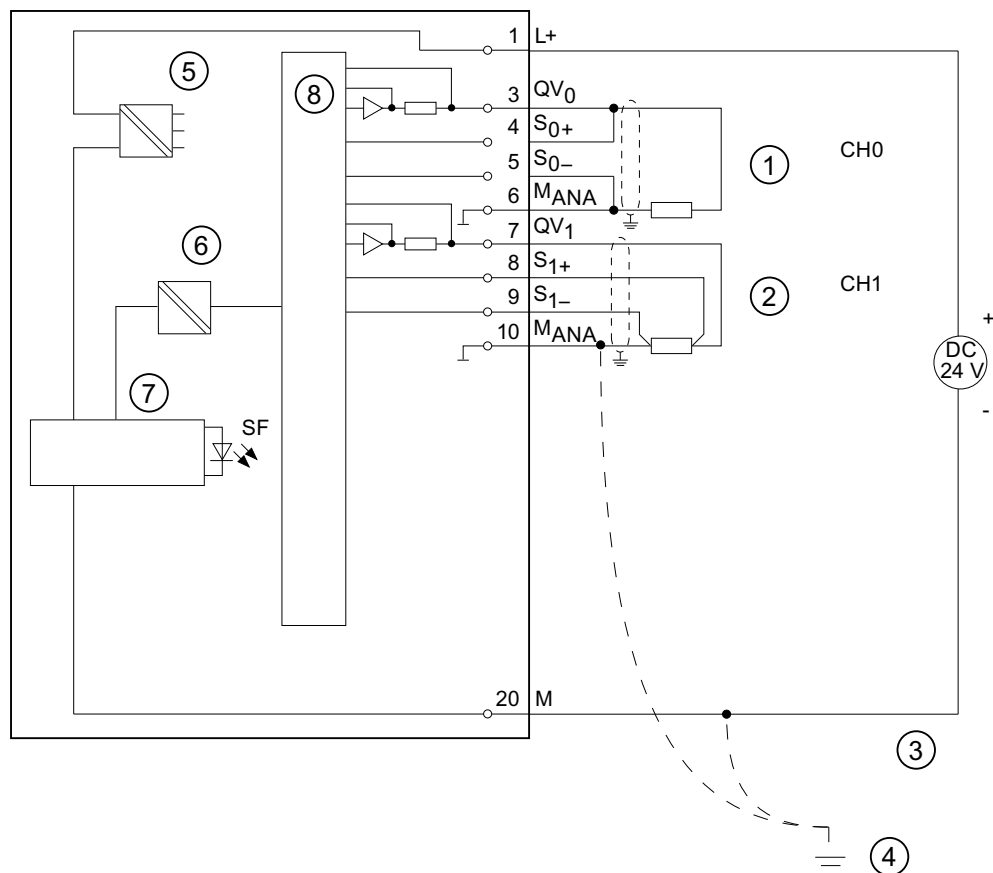 1 L+
5
8
3 QV0
4 S0+
5 S0–
6 MANA
1 CH0
7 QV1
6
8 S1+
9 S1–
2 CH1
10 MANA
+
DC
24 V
-
7
SF
20 M
3
4